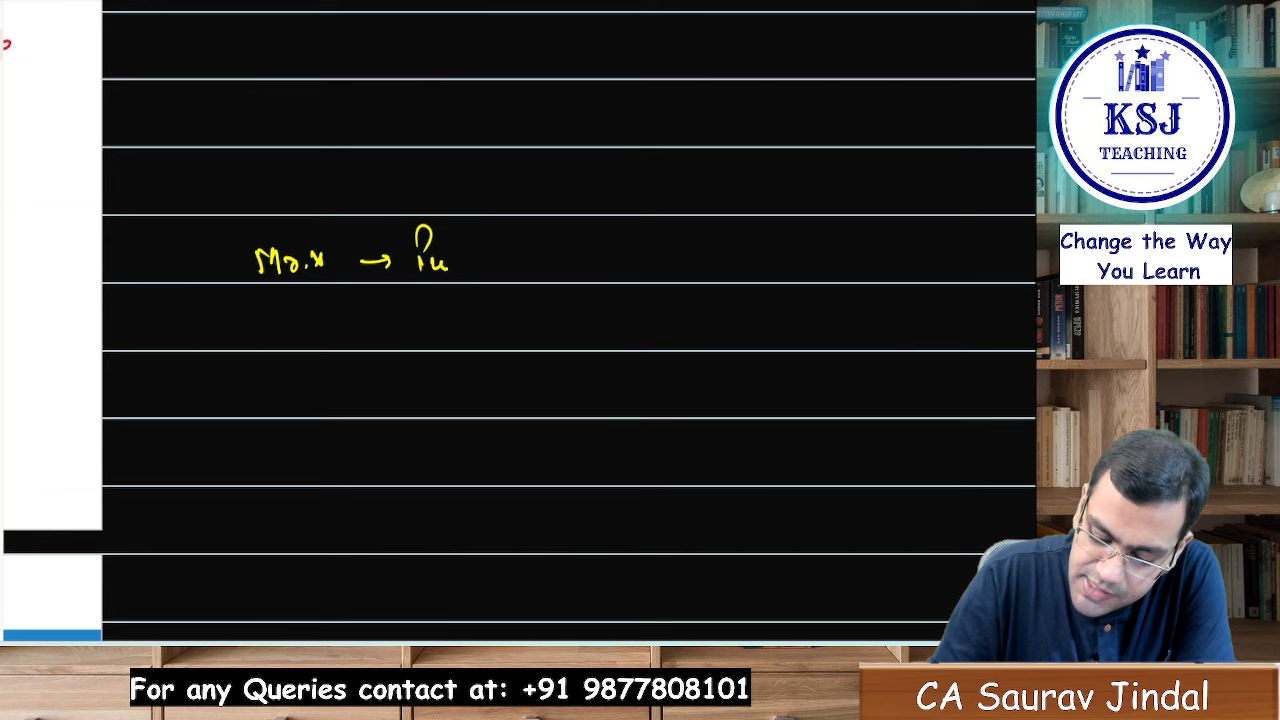 KSJ
TEACHING
Change the Way
You Learn
Mr.X → Pu
For any Queries contact at: +91 9877808101
CA Saurav Jindal